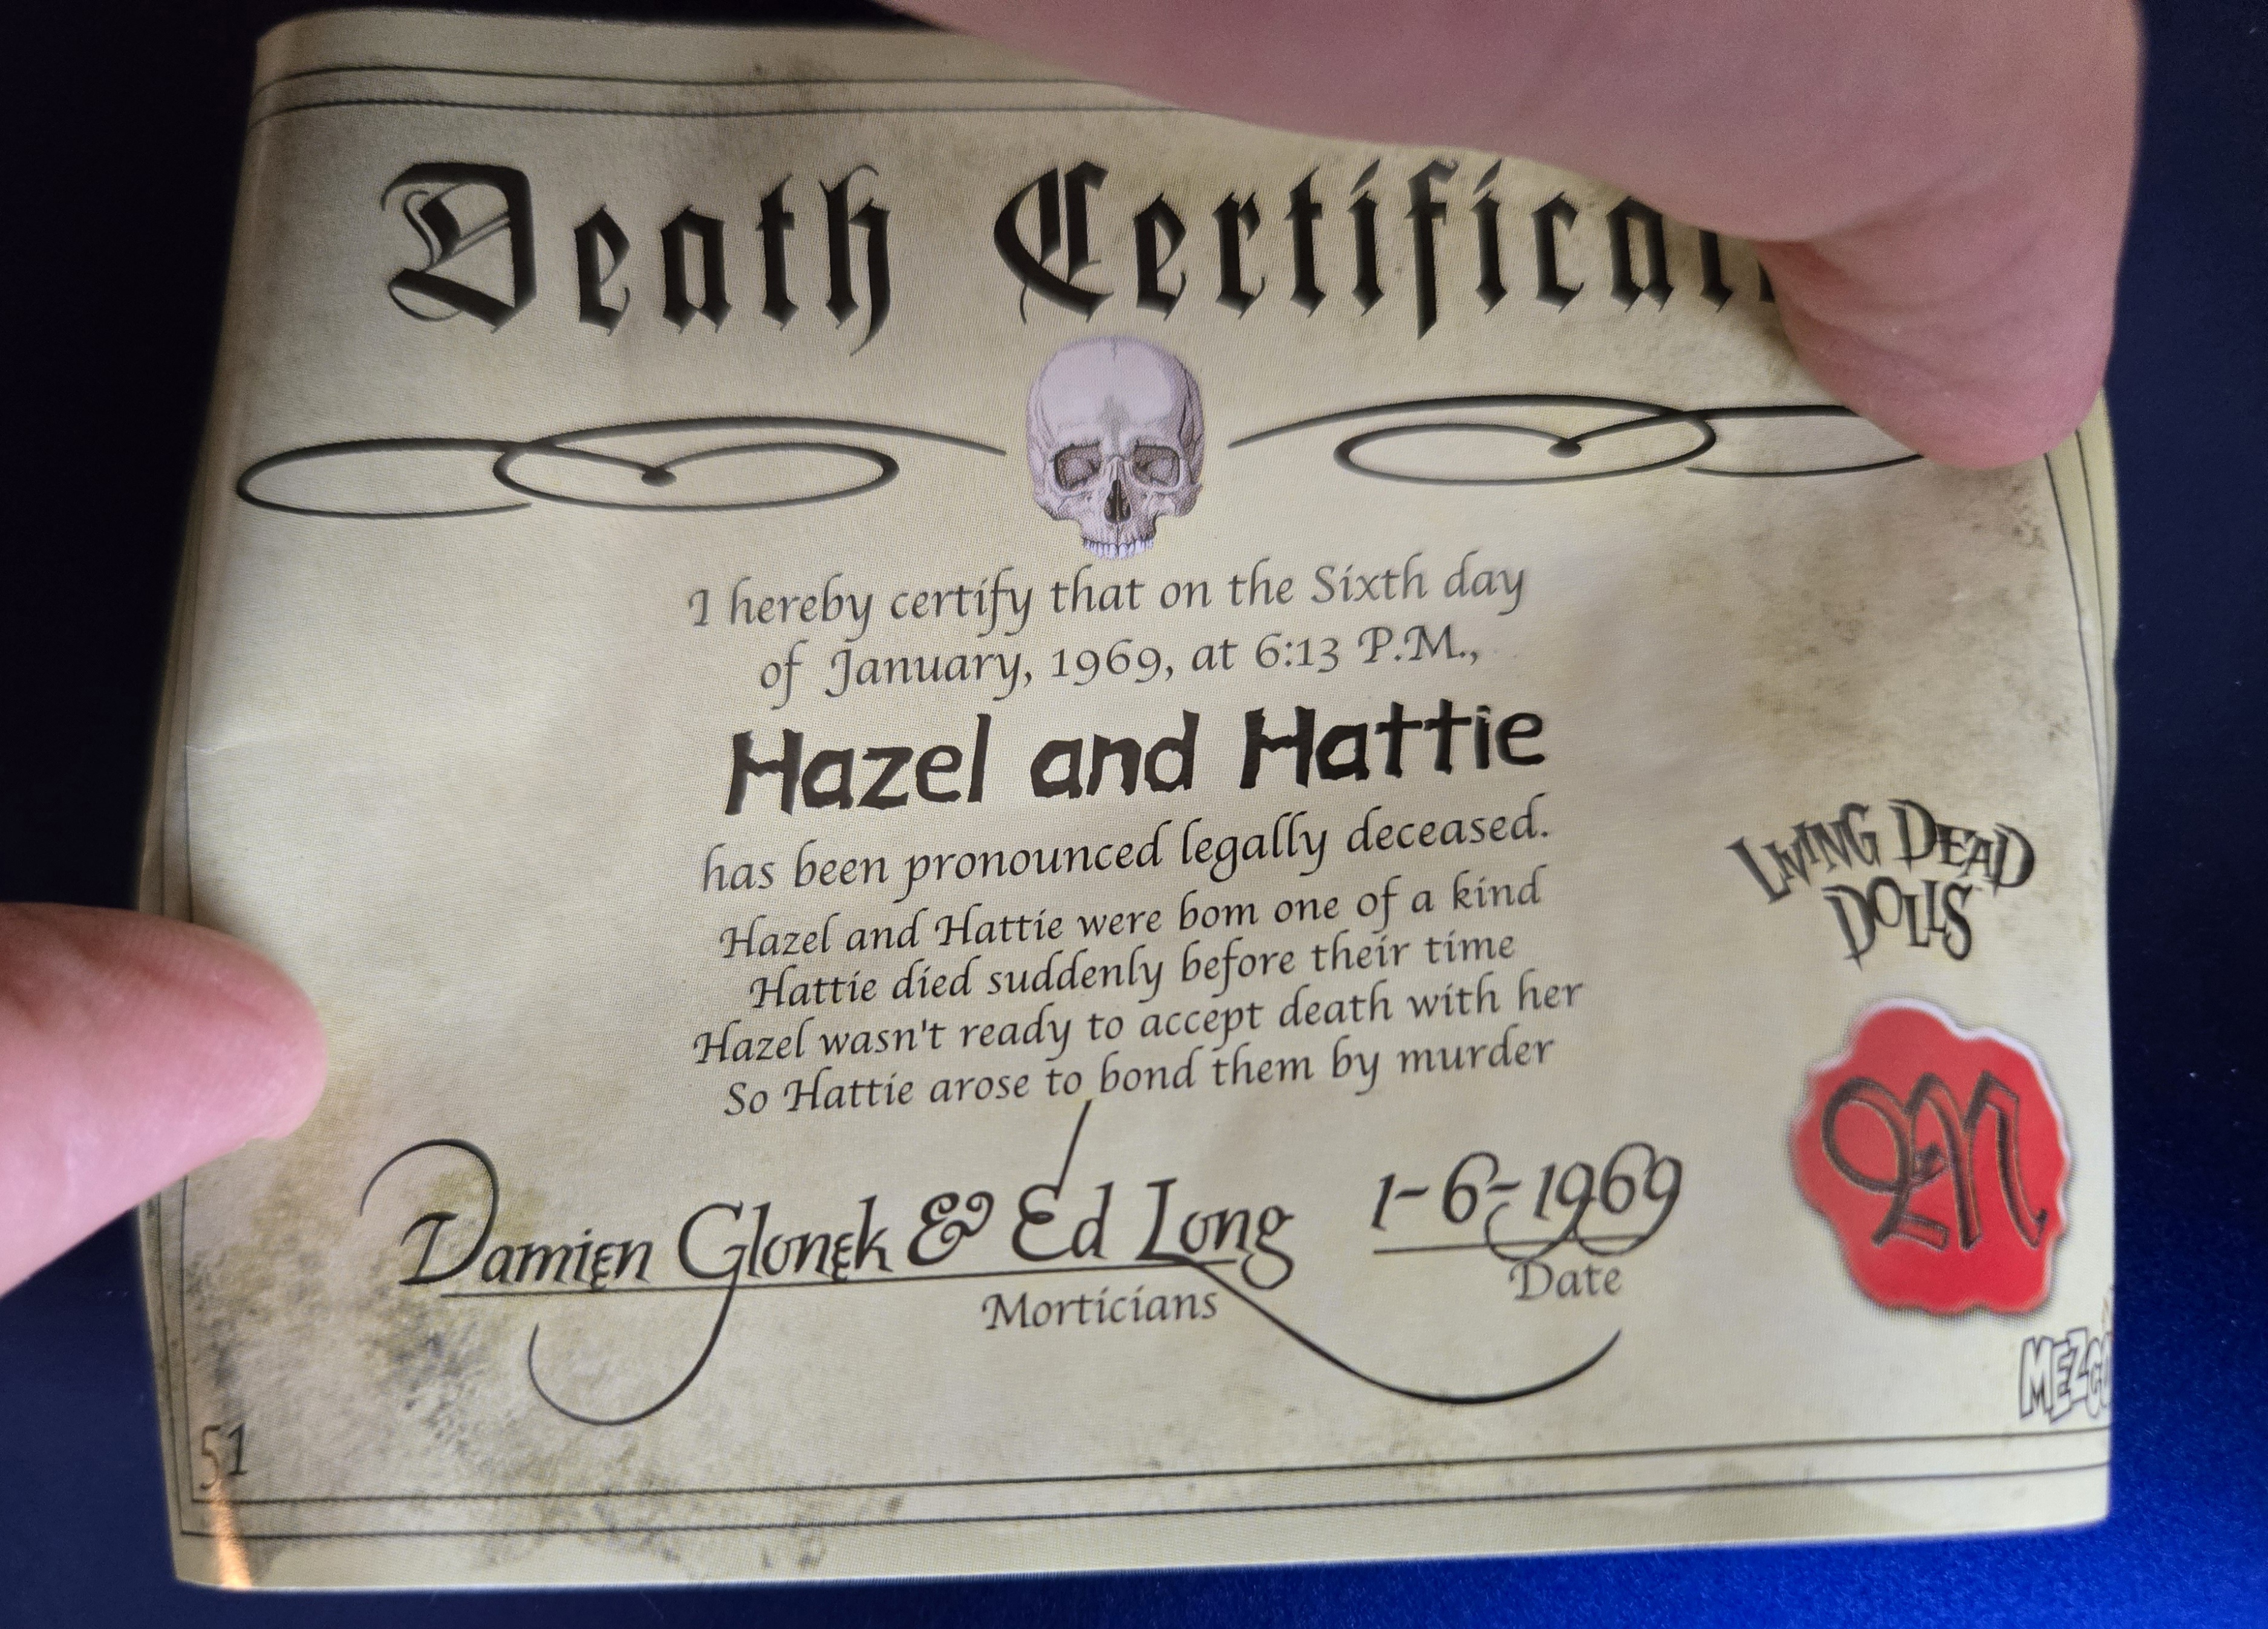 Death Certificat
I hereby certify that on the Sixth day
of January, 1969, at 6:13 P.M.,
Hazel and Hattie
has been pronounced legally deceased.
Hazel and Hattie were born one of a kind
Hattie died suddenly before their time
Hazel wasn't ready to accept death with her
So Hattie arose to bond them by murder
Damien Glonek & Ed Long
Morticians
1-6-1969
Date
LIVING DEAD
DOLLS
M
51